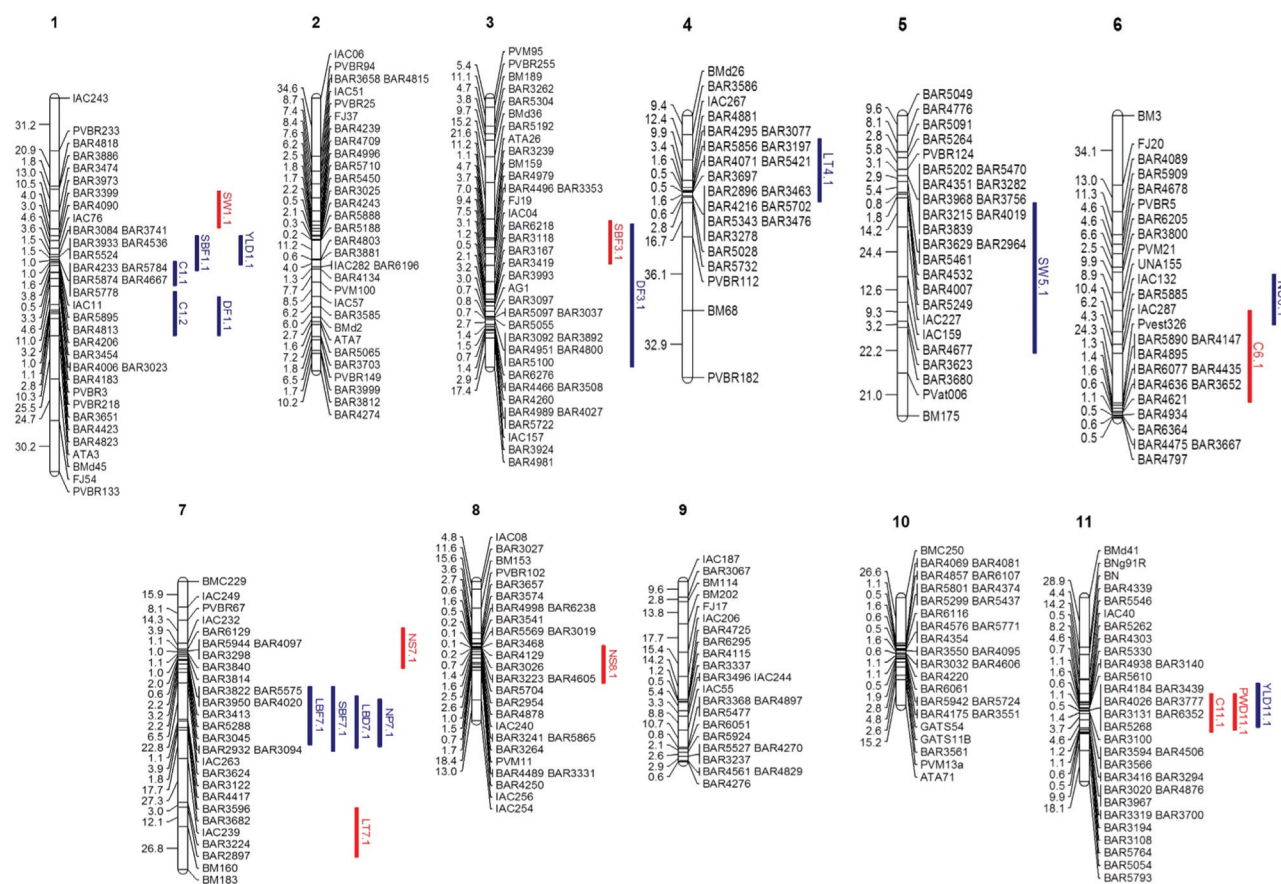 1
31.2
20.9
1.8
13.0
10.5
4.0
3.0
4.6
3.6
1.5
1.5
1.0
1.0
1.6
3.8
0.5
3.3
4.6
11.0
3.2
1.0
1.1
2.8
10.3
25.5
24.7
30.2
IAC243
PVBR233
BAR4818
BAR3886
BAR3474
BAR3973
BAR3399
BAR4090
IAC76
BAR3084 BAR3741
BAR3933 BAR4536
BAR5524
BAR4233 BAR5784
BAR5874 BAR4667
BAR5778
IAC11
BAR5895
BAR4813
BAR4206
BAR3454
BAR4006 BAR3023
BAR4183
PVBR3
PVBR218
BAR3651
BAR4423
BAR4823
ATA3
BMd45
FJ54
PVBR133
C1.1
C1.2
SBF1.1
SW1.1
DF1.1
YLD1.1
2
34.6
8.7
7.4
8.4
7.6
6.2
2.5
1.8
1.7
2.2
0.5
2.1
0.3
0.2
11.2
0.6
4.0
1.3
7.7
8.5
6.2
6.0
2.7
1.6
7.2
1.8
6.5
1.7
10.2
IAC06
PVBR94
BAR3658 BAR4815
IAC51
PVBR25
FJ37
BAR4239
BAR4709
BAR4996
BAR5710
BAR5450
BAR3025
BAR4243
BAR5888
BAR5188
BAR4803
BAR3881
IAC282 BAR6196
BAR4134
PVM100
IAC57
BAR3585
BMd2
ATA7
BAR5065
BAR3703
PVBR149
BAR3999
BAR3812
BAR4274
3
5.4
11.1
4.7
3.8
9.7
15.2
21.6
11.2
1.1
4.7
3.7
7.0
9.4
7.5
3.1
1.2
0.5
2.1
3.2
3.0
0.7
0.8
0.7
2.7
1.4
1.5
0.7
1.4
2.9
17.4
PVM95
PVBR255
BM189
BAR3262
BAR5304
BMd36
BAR5192
ATA26
BAR3239
BM159
BAR4979
BAR4496 BAR3353
FJ19
IAC04
BAR6218
BAR3118
BAR3167
BAR3419
BAR3993
AG1
BAR3097
BAR5097 BAR3037
BAR5055
BAR3092 BAR3892
BAR4951 BAR4800
BAR5100
BAR6276
BAR4466 BAR3508
BAR4260
BAR4989 BAR4027
BAR5722
IAC157
BAR3924
BAR4981
SBF3.1
DF3.1
4
9.4
12.4
9.9
3.4
1.6
0.5
0.5
1.6
0.6
2.8
16.7
36.1
32.9
BMd26
BAR3586
IAC267
BAR4881
BAR4295 BAR3077
BAR5856 BAR3197
BAR4071 BAR5421
BAR3697
BAR2896 BAR3463
BAR4216 BAR5702
BAR5343 BAR3476
BAR3278
BAR5028
BAR5732
PVBR112
BM68
PVBR182
LT4.1
5
9.6
8.1
2.8
5.8
3.1
2.9
5.4
0.8
1.8
14.2
24.4
12.6
9.3
3.2
22.2
21.0
BAR5049
BAR4776
BAR5091
BAR5264
PVBR124
BAR5202 BAR5470
BAR4351 BAR3282
BAR3968 BAR3756
BAR3215 BAR4019
BAR3839
BAR3629 BAR2964
BAR5461
BAR4532
BAR4007
BAR5249
IAC227
IAC159
BAR4677
BAR3623
BAR3680
PVat006
BM175
SW5.1
6
34.1
13.0
11.3
4.6
5.6
6.6
2.5
9.9
8.9
10.4
6.2
4.3
24.3
1.3
1.4
1.6
0.6
1.1
0.5
0.6
0.5
BM3
FJ20
BAR4089
BAR5909
BAR4678
PVBR5
BAR6205
BAR3800
PVM21
UNA155
IAC132
BAR5885
IAC287
Pvest326
BAR5890 BAR4147
BAR4895
BAR6077 BAR4435
BAR4636 BAR3652
BAR4621
BAR4934
BAR6364
BAR4475 BAR3667
BAR4797
C6.1
7
15.9
8.1
14.3
3.9
1.1
1.0
1.1
1.0
2.0
0.6
2.2
3.2
2.2
6.5
22.8
1.1
3.9
1.8
17.7
27.3
3.0
12.1
26.8
BMC229
IAC249
PVBR67
IAC232
BAR6129
BAR5944 BAR4097
BAR3298
BAR3840
BAR3814
BAR3822 BAR5575
BAR3950 BAR4020
BAR3413
BAR5288
BAR3045
BAR2932 BAR3094
IAC263
BAR3624
BAR3122
BAR4417
BAR3596
BAR3682
IAC239
BAR3224
BAR2897
BM160
BM183
LBF7.1
SBF7.1
LBD7.1
NP7.1
NS7.1
LT7.1
8
4.8
11.6
15.6
3.6
2.7
0.6
1.6
0.5
0.2
0.1
0.1
0.2
0.7
1.4
1.6
2.5
2.6
1.0
1.5
0.7
1.7
18.4
13.0
IAC08
BAR3027
BM153
PVBR102
BAR3657
BAR3574
BAR4998 BAR6238
BAR3541
BAR5569 BAR3019
BAR3468
BAR4129
BAR3026
BAR3223 BAR4605
BAR5704
BAR2954
BAR4878
IAC240
BAR3241 BAR5865
BAR3264
PVM11
BAR4489 BAR3331
BAR4250
IAC256
IAC254
NS8.1
9
9.6
2.8
13.8
17.7
15.4
14.2
1.2
0.5
5.4
3.3
8.8
10.7
0.8
2.1
2.6
2.9
0.6
IAC187
BAR3067
BM114
BM202
FJ17
IAC206
BAR4725
BAR6295
BAR4115
BAR3337
BAR3496 IAC244
IAC55
BAR3368 BAR4897
BAR5477
BAR6051
BAR5924
BAR5527 BAR4270
BAR3237
BAR4561 BAR4829
BAR4276
10
26.6
1.1
0.5
1.6
0.6
0.5
1.6
0.6
1.1
1.1
0.5
1.9
2.8
4.8
2.6
15.2
BMC250
BAR4069 BAR4081
BAR4857 BAR6107
BAR5801 BAR4374
BAR5299 BAR5437
BAR6116
BAR4576 BAR5771
BAR4354
BAR3550 BAR4095
BAR3032 BAR4606
BAR4220
BAR6061
BAR5942 BAR5724
BAR4175 BAR3551
GATS54
GATS11B
BAR3561
PVM13a
ATA71
11
28.9
4.4
14.2
0.5
8.2
4.6
0.7
1.1
1.6
0.6
1.1
0.5
1.4
3.7
4.6
1.2
1.1
0.6
0.5
9.9
18.1
BMd41
BNg91R
BN
BAR4339
BAR5546
IAC40
BAR5262
BAR4303
BAR5330
BAR4938 BAR3140
BAR5610
BAR4184 BAR3439
BAR4026 BAR3777
BAR3131 BAR6352
BAR5268
BAR3100
BAR3594 BAR4506
BAR3566
BAR3416 BAR3294
BAR3020 BAR4876
BAR3967
BAR3319 BAR3700
BAR3194
BAR3108
BAR5764
BAR5054
BAR5793
C11.1
PWD11.1
YLD11.1